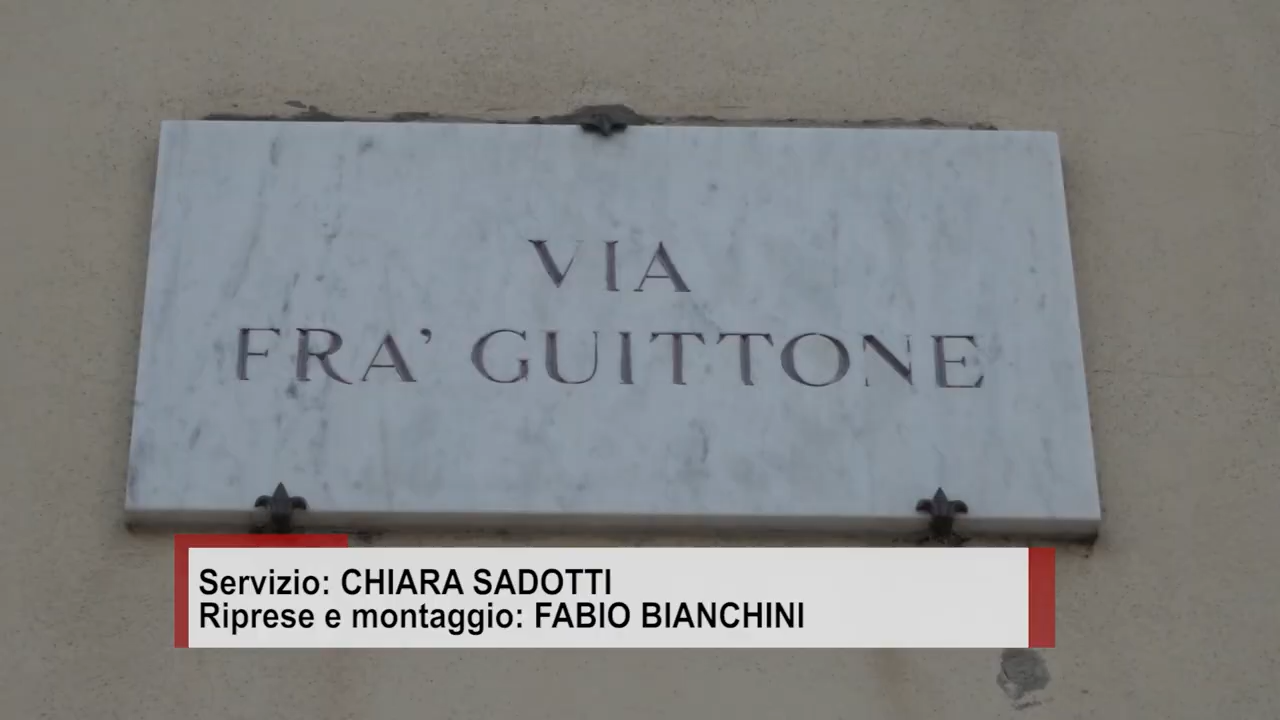 VIA
FRA' GUITTONE
Servizio: CHIARA SADOTTI
Riprese e montaggio: FABIO BIANCHINI